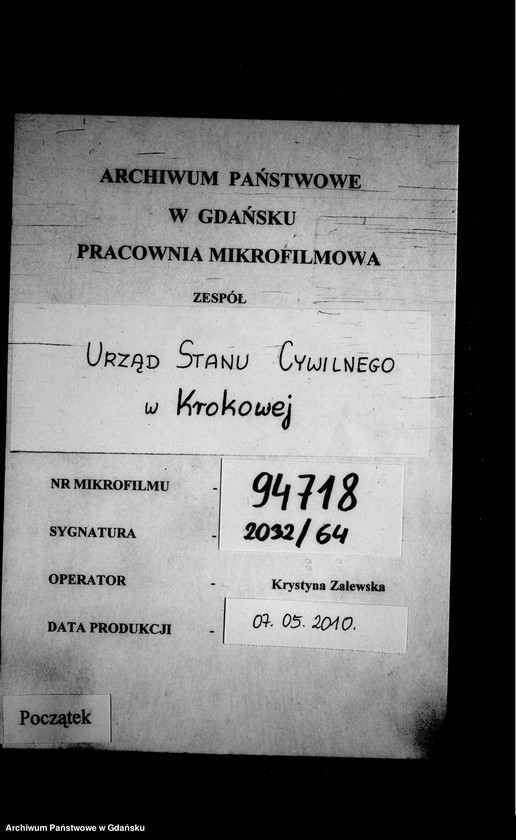 ARCHIWUM PAŃSTWOWE
W GDAŃSKU
PRACOWNIA MIKROFILMOWA
ZESPÓŁ
URZĄD STANU CYWILNEGO
w Krokowej
NR MIKROFILMU - 94718
SYGNATURA - 2032/64
OPERATOR - Krystyna Zalewska
DATA PRODUKCJI - 07. 05. 2010.
Początek
Archiwum Państwowe w Gdańsku